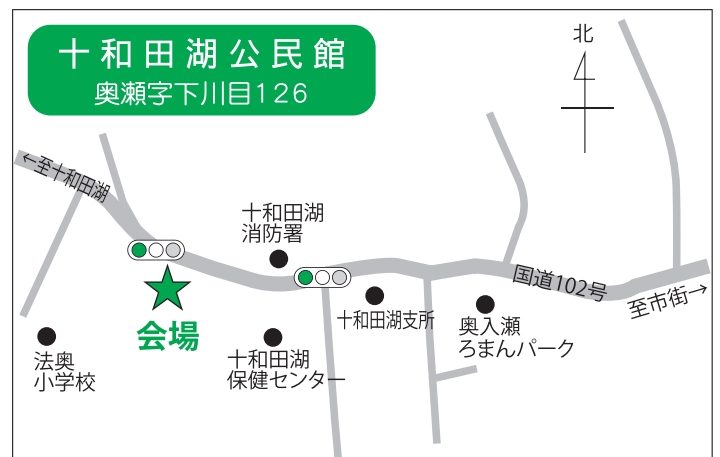 十和田湖公民館
奥瀬字下川目126
北
←至十和田湖
十和田湖
消防署
国道102号
至市街→
会場
十和田湖支所
奥入瀬
ろまんパーク
法奥
小学校
十和田湖
保健センター